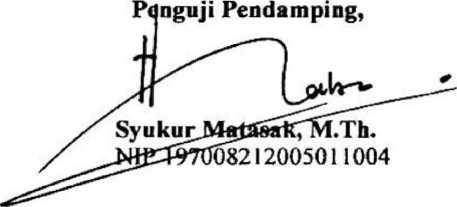 Penguji Pendamping,
Syukur Matasak, M.Th.
NIP 197008212005011004